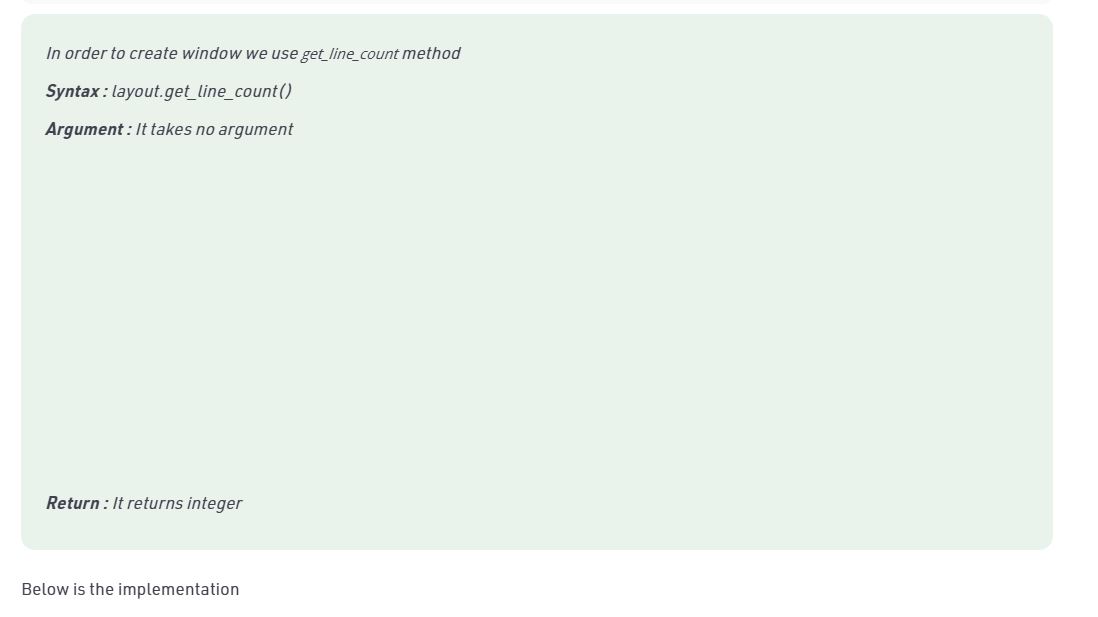 In order to create window we use get_line_count method
Syntax : layout.get_line_count()
Argument : It takes no argument
Return : It returns integer
Below is the implementation